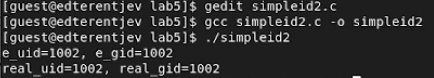 [guest@edterentjev lab5]$ gedit simpleid2.c
[guest@edterentjev lab5]$ gcc simpleid2.c -o simpleid2
[guest@edterentjev lab5]$ ./simpleid2
e_uid=1002, e_gid=1002
real_uid=1002, real_gid=1002